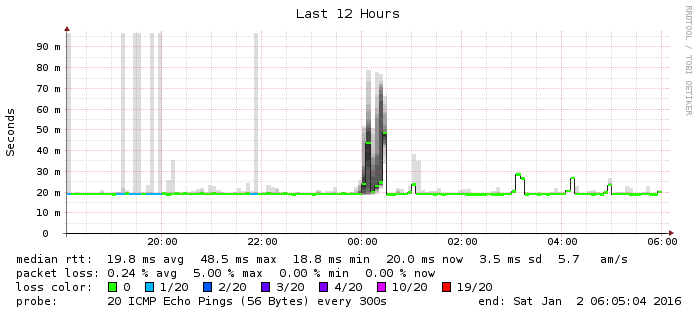 Last 12 Hours
RRDTOOL / TOBI OETIKER
Seconds
90 m
80 m
70 m
60 m
50 m
40 m
30 m
20 m
10 m
0
20:00 22:00 00:00 02:00 04:00 06:00
median rtt: 19.8 ms avg 48.5 ms max 18.8 ms min 20.0 ms now 3.5 ms sd 5.7 am/s
packet loss: 0.24 % avg 5.00 % max 0.00 % min 0.00 % now
loss color: 0 1/20 2/20 3/20 4/20 10/20 19/20
probe: 20 ICMP Echo Pings (56 Bytes) every 300s end: Sat Jan 2 06:05:04 2016